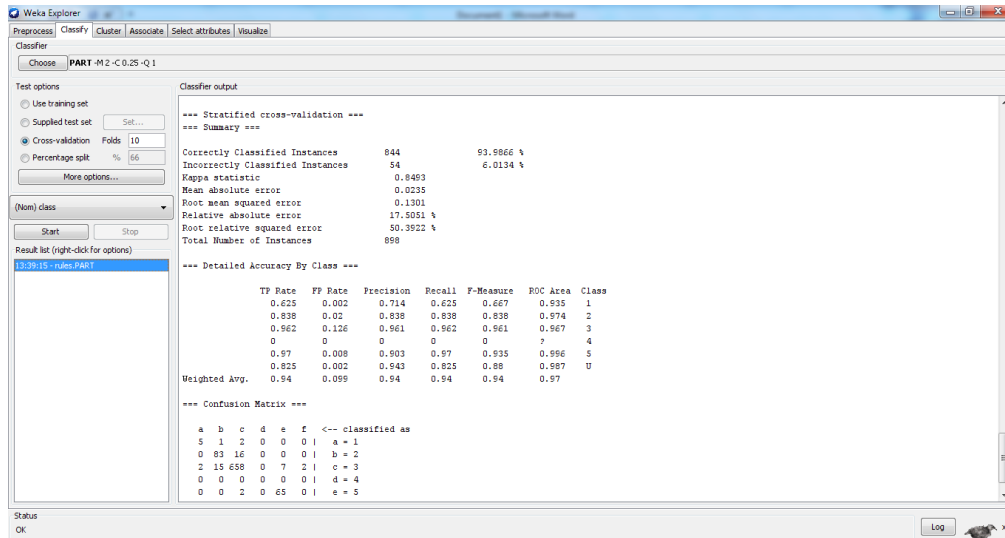 Weka Explorer
Preprocess Classify Cluster Associate Select attributes Visualize
Classifier
Choose PART -M 2 -C 0.25 -Q 1
Test options
Use training set
Supplied test set Set...
Cross-validation Folds 10
Percentage split % 66
More options...
(Nom) class
Start Stop
Result list (right-click for options)
13:39:15 - rules.PART
Classifier output
=== Stratified cross-validation ===
=== Summary ===
Correctly Classified Instances 844 93.9866 %
Incorrectly Classified Instances 54 6.0134 %
Kappa statistic 0.8493
Mean absolute error 0.0235
Root mean squared error 0.1301
Relative absolute error 17.5051 %
Root relative squared error 50.3922 %
Total Number of Instances 898
=== Detailed Accuracy By Class ===
TP Rate FP Rate Precision Recall F-Measure ROC Area Class
0.625 0.002 0.714 0.625 0.667 0.935 1
0.838 0.02 0.838 0.838 0.838 0.974 2
0.962 0.126 0.961 0.962 0.961 0.967 3
0 0 0 0 0 ? 4
0.97 0.008 0.903 0.97 0.935 0.996 5
0.825 0.002 0.943 0.825 0.88 0.987 U
Weighted Avg. 0.94 0.099 0.94 0.94 0.94 0.97
=== Confusion Matrix ===
a b c d e f <-- classified as
5 1 2 0 0 0 | a = 1
0 83 16 0 0 0 | b = 2
2 15 658 0 7 2 | c = 3
0 0 0 0 0 0 | d = 4
0 0 2 0 65 0 | e = 5
Status
OK
Log
x